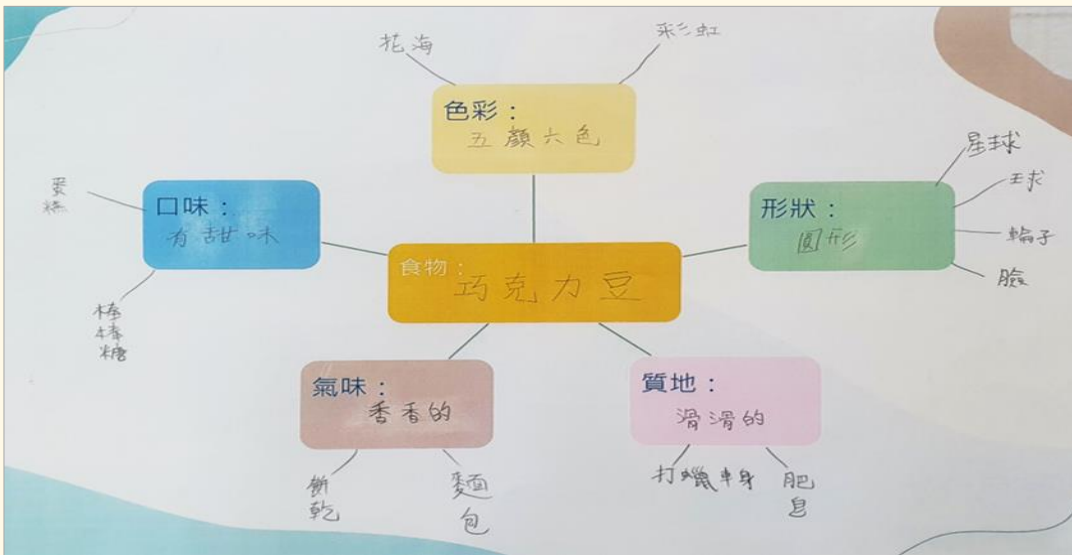 花海
彩虹
色彩：
五顏六色
星球
球
輪子
臉
形狀：
圓形
蛋糕
口味：
有甜味
棒棒糖
食物：
巧克力豆
氣味：
香香的
餅乾
麵包
質地：
滑滑的
打蠟車身
肥皂